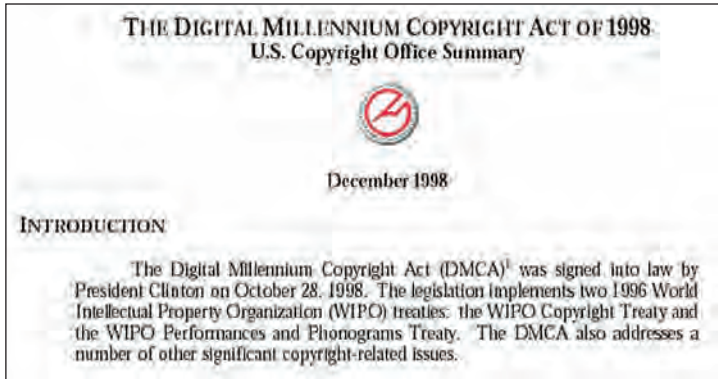 THE DIGITAL MILLENNIUM COPYRIGHT ACT OF 1998
U.S. Copyright Office Summary
December 1998
INTRODUCTION
The Digital Millennium Copyright Act (DMCA)¹ was signed into law by
President Clinton on October 28, 1998. The legislation implements two 1996 World
Intellectual Property Organization (WIPO) treaties: the WIPO Copyright Treaty and
the WIPO Performances and Phonograms Treaty. The DMCA also addresses a
number of other significant copyright-related issues.